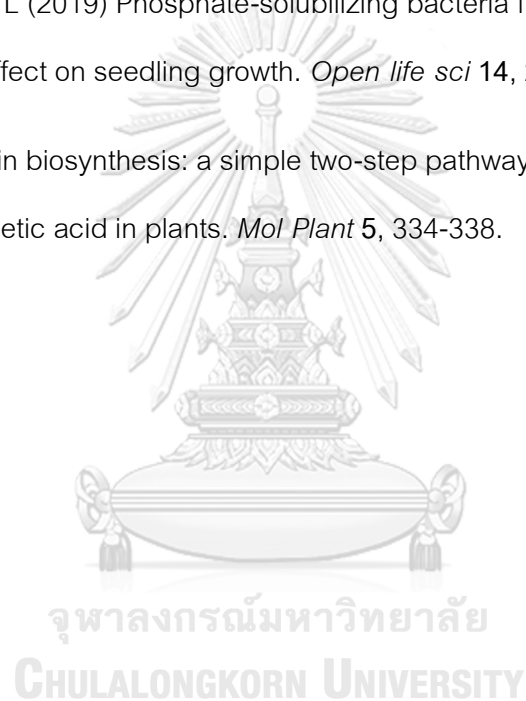 L (2019) Phosphate-solubilizing bacteria
ffect on seedling growth. Open life sci 14,
in biosynthesis: a simple two-step pathway
etic acid in plants. Mol Plant 5, 334-338.
จุฬาลงกรณ์มหาวิทยาลัย
CHULALONGKORN UNIVERSITY